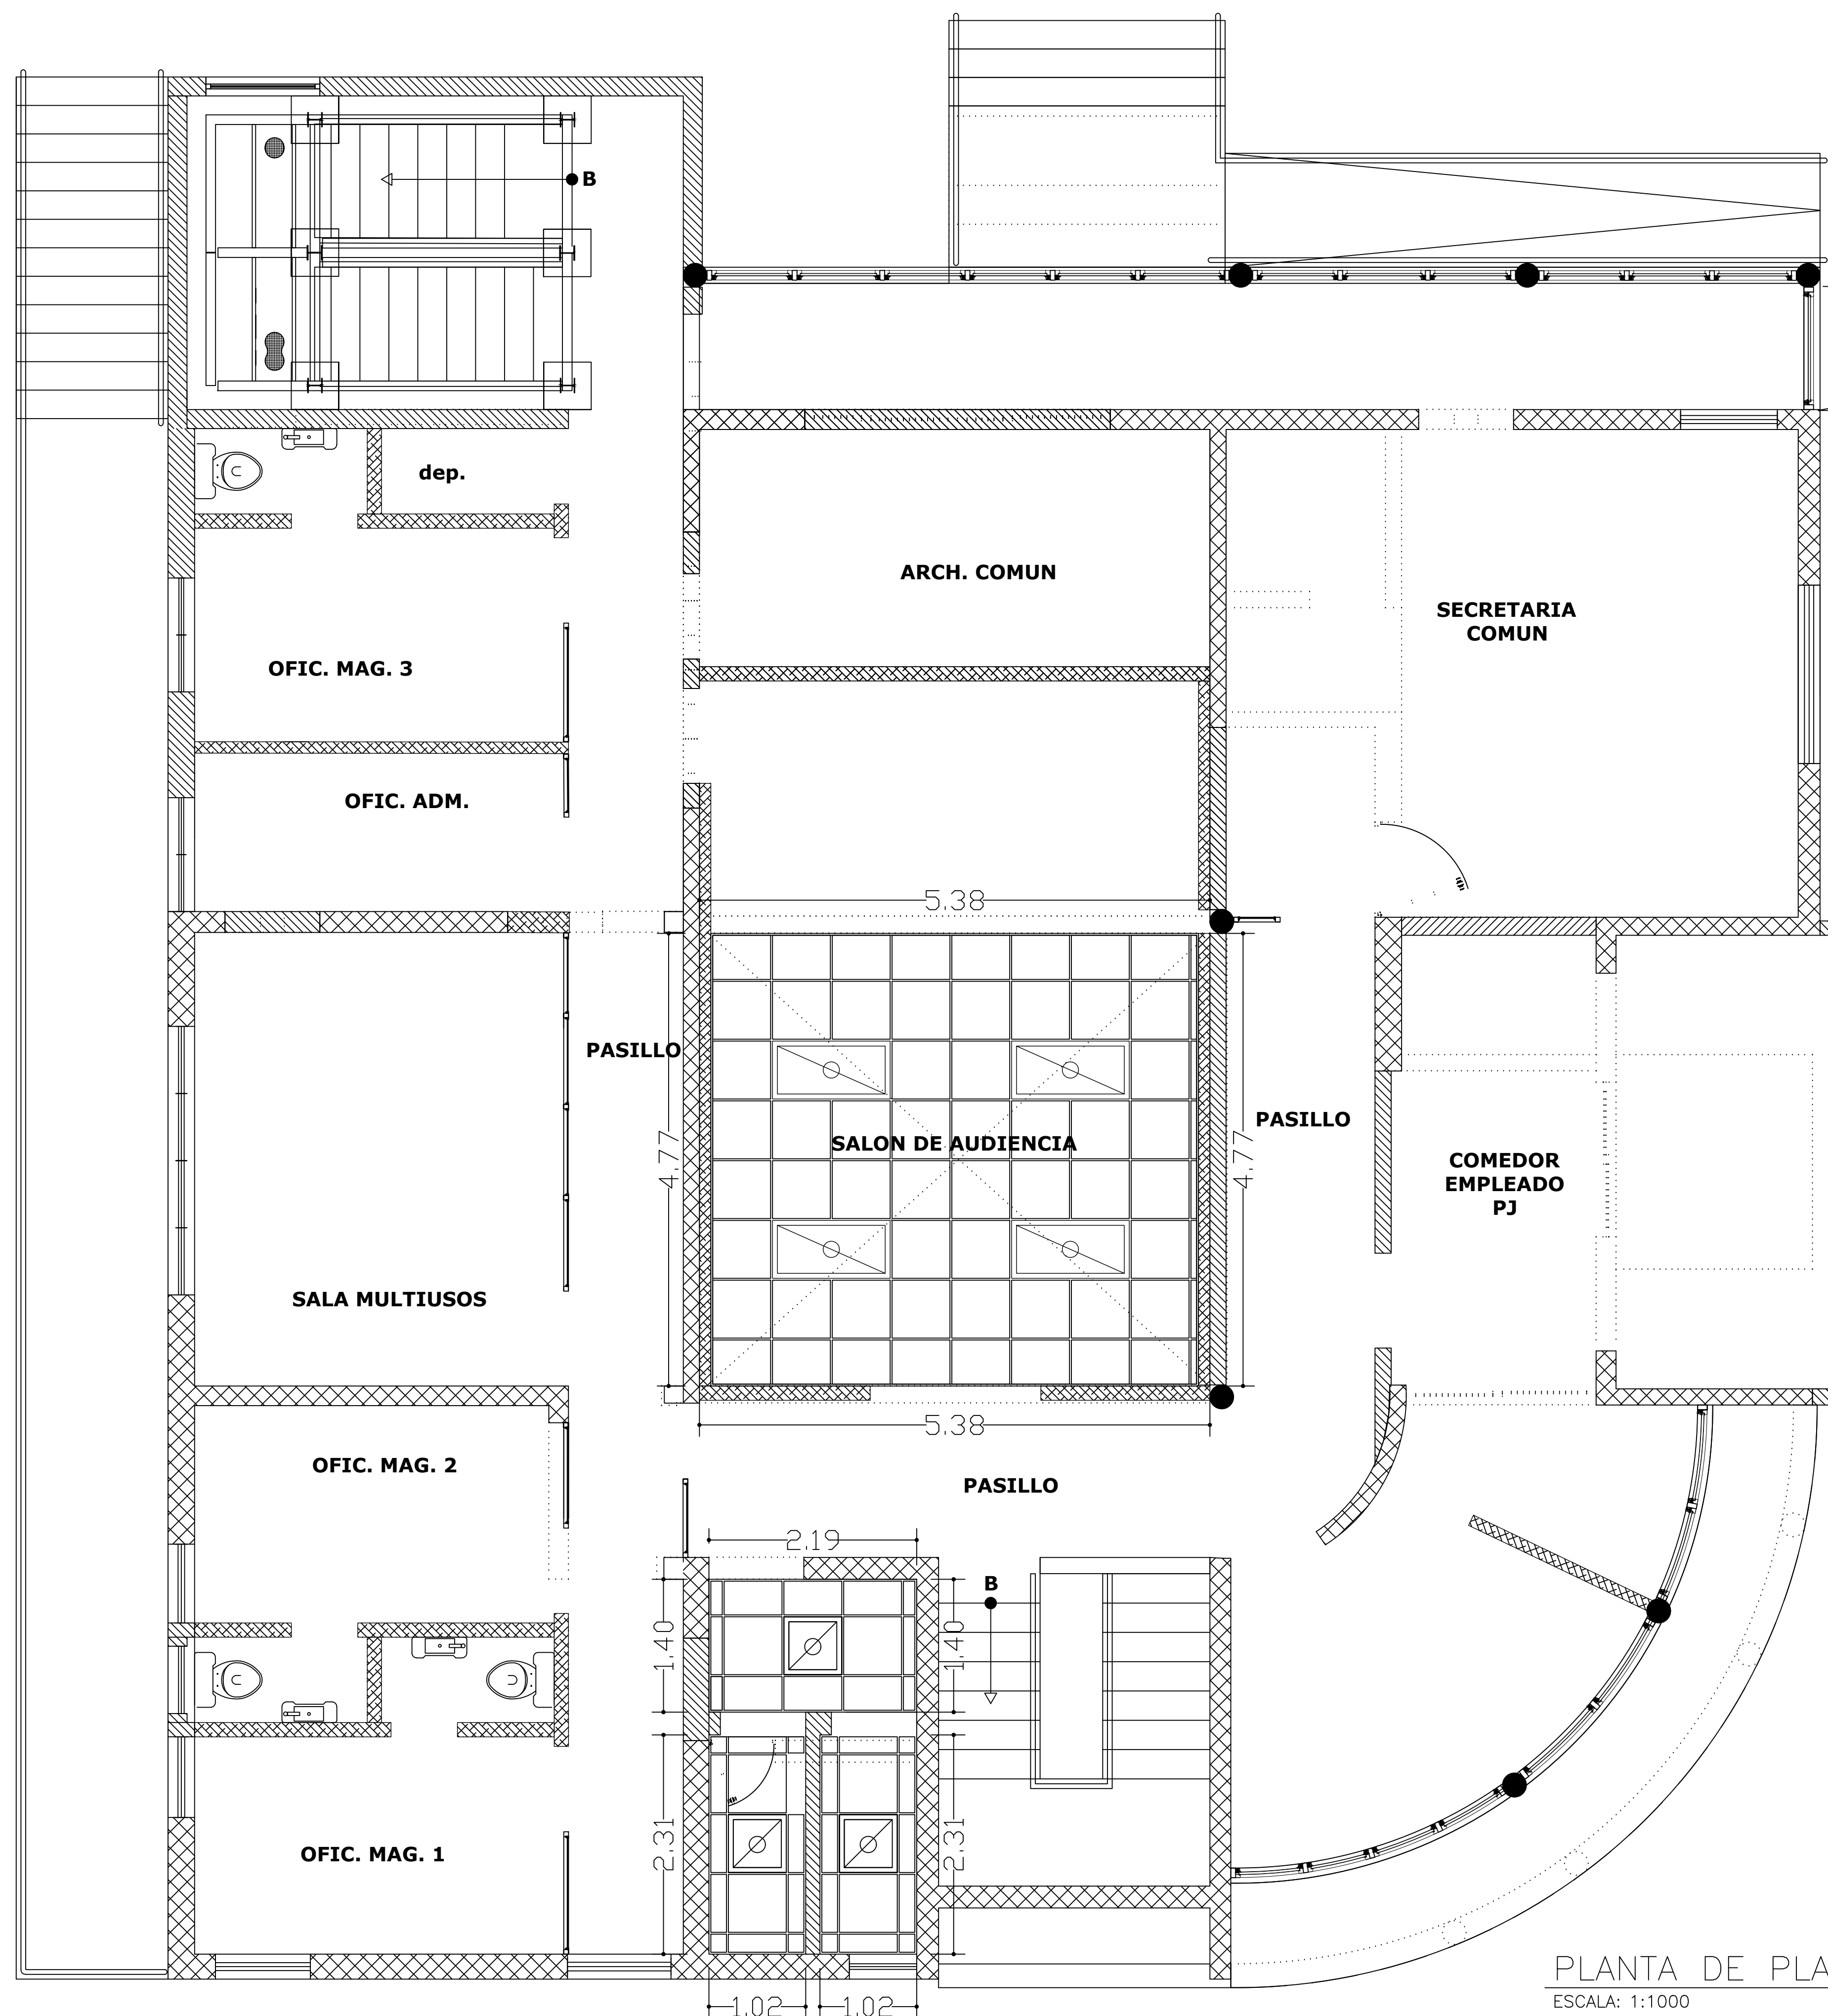 B
dep.
ARCH. COMUN
SECRETARIA
COMUN
OFIC. MAG. 3
OFIC. ADM.
5.38
PASILLO
4.77
SALON DE AUDIENCIA
4.77
PASILLO
COMEDOR
EMPLEADO
PJ
SALA MULTIUSOS
5.38
OFIC. MAG. 2
PASILLO
2.19
B
1.40
1.40
2.31
2.31
OFIC. MAG. 1
1.02
1.02
PLANTA DE PLA
ESCALA: 1:1000